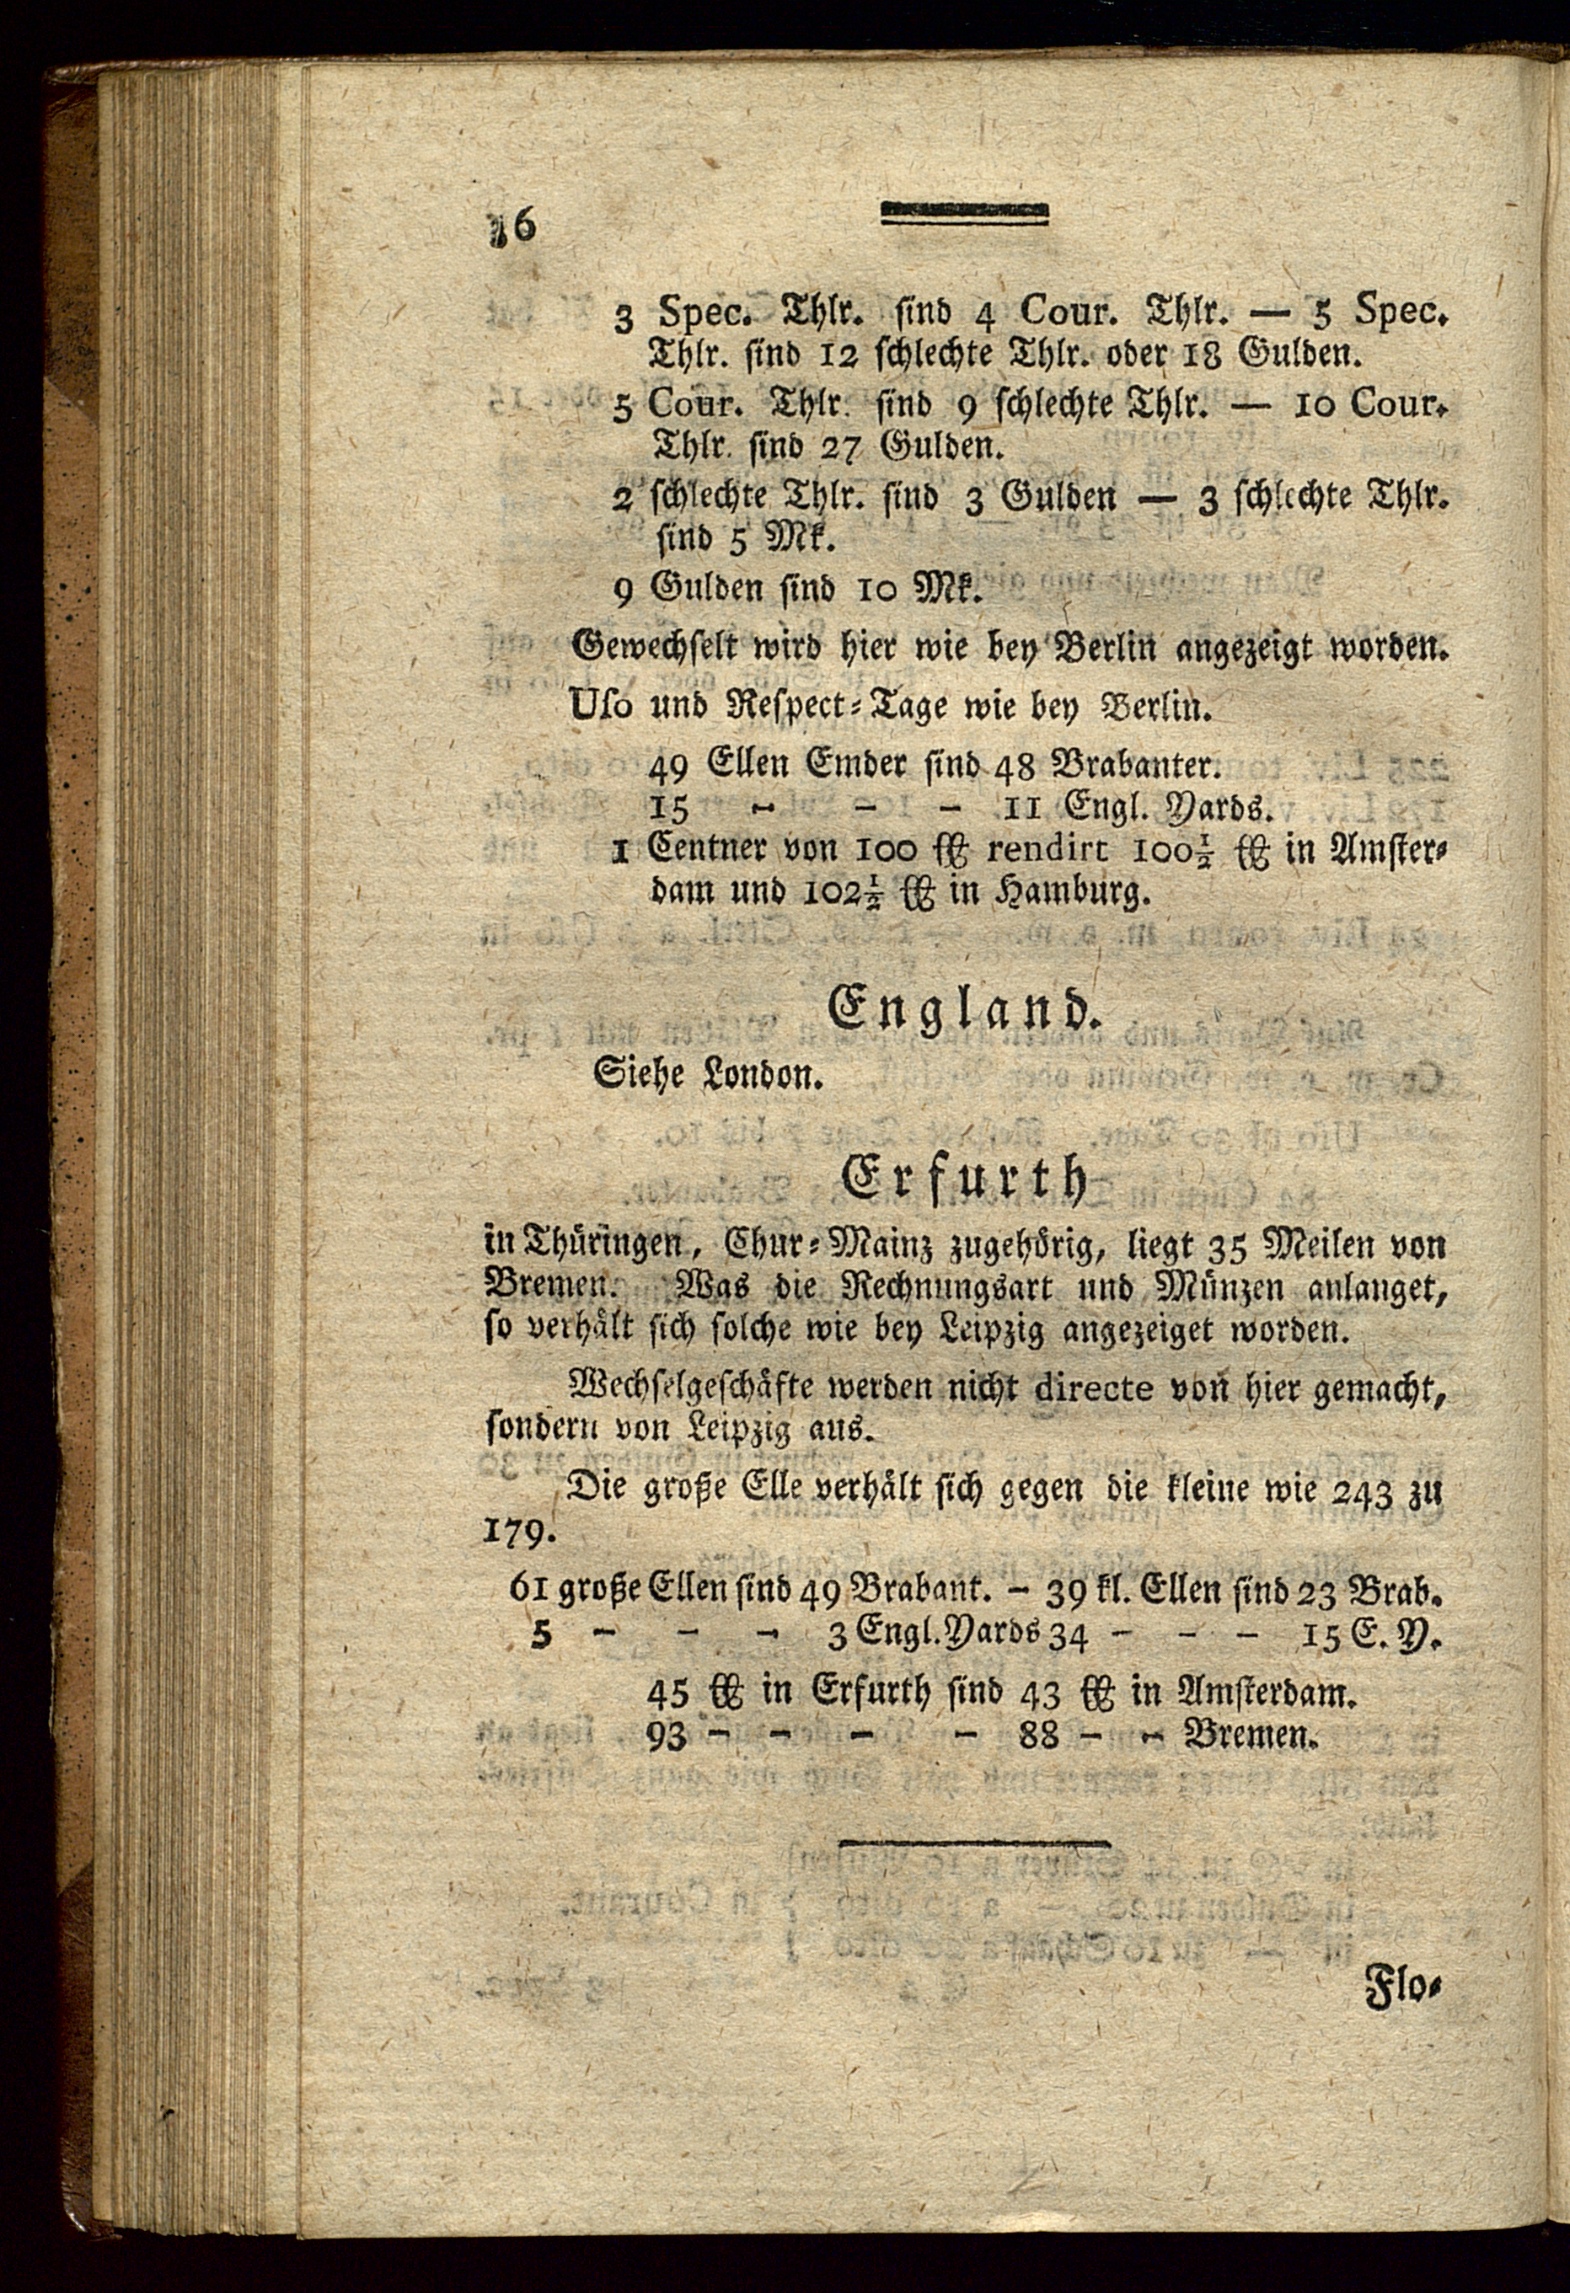 36
3 Spec. Thlr. sind 4 Cour. Thlr. — 5 Spec.
Thlr. sind 12 schlechte Thlr. oder 18 Gulden.
5 Cour. Thlr. sind 9 schlechte Thlr. — 10 Cour.
Thlr. sind 27 Gulden.
2 schlechte Thlr. sind 3 Gulden — 3 schlechte Thlr.
sind 5 Mk.
9 Gulden sind 10 Mk.
Gewechselt wird hier wie bey Berlin angezeigt worden.
Uso und Respect-Tage wie bey Berlin.
49 Ellen Emder sind 48 Brabanter.
15 - - - 11 Engl. Yards.
1 Centner von 100 ℔ rendirt 100½ ℔ in Amster-
dam und 102½ ℔ in Hamburg.
England.
Siehe London.
Erfurth
in Thüringen, Chur-Mainz zugehörig, liegt 35 Meilen von
Bremen. Was die Rechnungsart und Münzen anlanget,
so verhält sich solche wie bey Leipzig angezeiget worden.
Wechselgeschäfte werden nicht directe von hier gemacht,
sondern von Leipzig aus.
Die große Elle verhält sich gegen die kleine wie 243 zu
179.
61 große Ellen sind 49 Brabant. - 39 kl. Ellen sind 23 Brab.
5 - - - 3 Engl. Yards 34 - - - 15 E. Y.
45 ℔ in Erfurth sind 43 ℔ in Amsterdam.
93 - - - - 88 - - Bremen.
Flo-